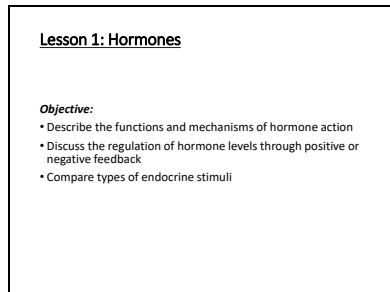 Lesson 1: Hormones
Objective:
• Describe the functions and mechanisms of hormone action
• Discuss the regulation of hormone levels through positive or
negative feedback
• Compare types of endocrine stimuli